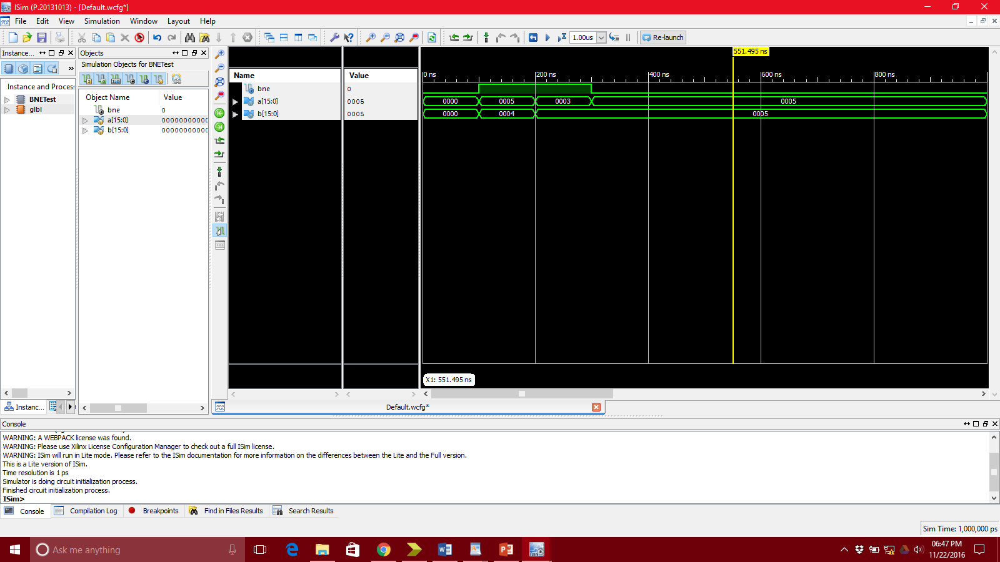 ISim (P.20131013) - [Default.wcfg*]
File Edit View Simulation Window Layout Help
1.00us Re-launch
Instance...
Instance and Process
BNETest
glbl
Instanc...
Objects
Simulation Objects for BNETest
Object Name Value
bne 0
a[15:0] 00000000000
b[15:0] 00000000000
Name Value
bne 0
a[15:0] 0005
b[15:0] 0005
551.495 ns
0 ns 200 ns 400 ns 600 ns 800 ns
0000 0005 0003 0005
0000 0004 0005
X1: 551.495 ns
Default.wcfg*
Console
WARNING: A WEBPACK license was found.
WARNING: Please use Xilinx License Configuration Manager to check out a full ISim license.
WARNING: ISim will run in Lite mode. Please refer to the ISim documentation for more information on the differences between the Lite and the Full version.
This is a Lite version of ISim.
Time resolution is 1 ps
Simulator is doing circuit initialization process.
Finished circuit initialization process.
ISim>
Console Compilation Log Breakpoints Find in Files Results Search Results
Sim Time: 1,000,000 ps
Ask me anything
06:47 PM
11/22/2016